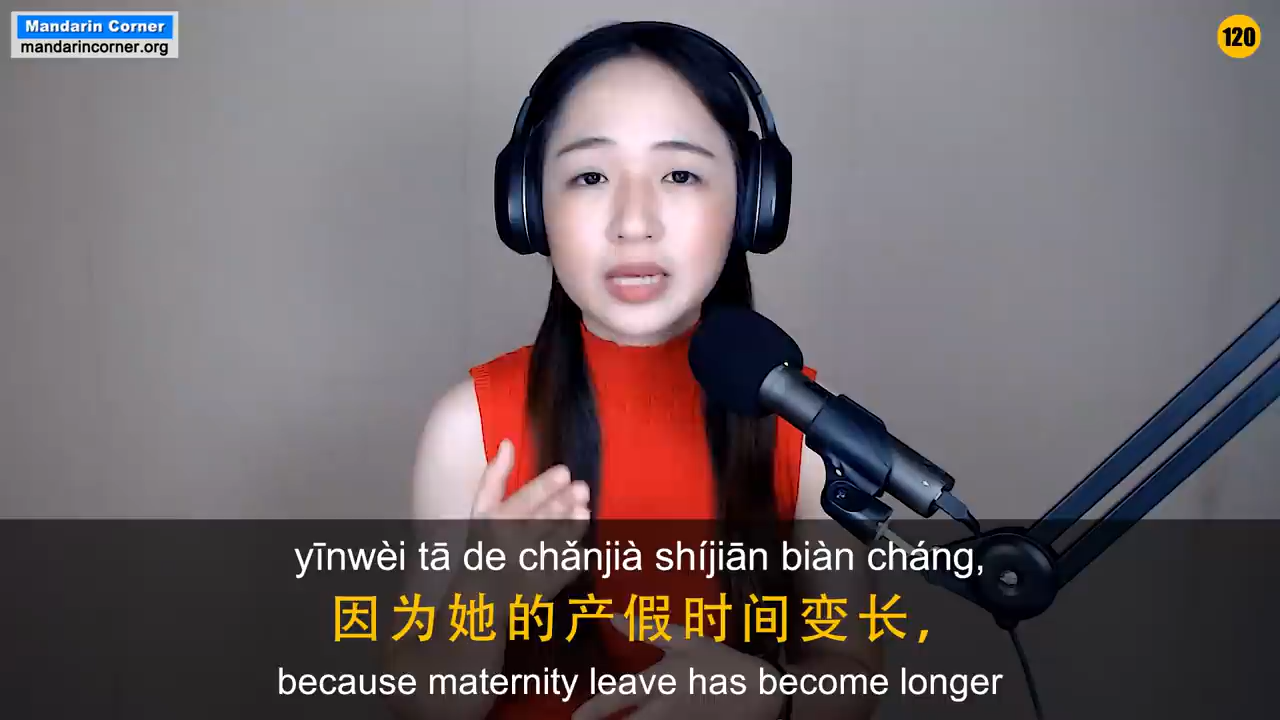 Mandarin Corner
mandarincorner.org
120
yīnwèi tā de chǎnjià shíjiān biàn cháng,
因为她的产假时间变长,
because maternity leave has become longer